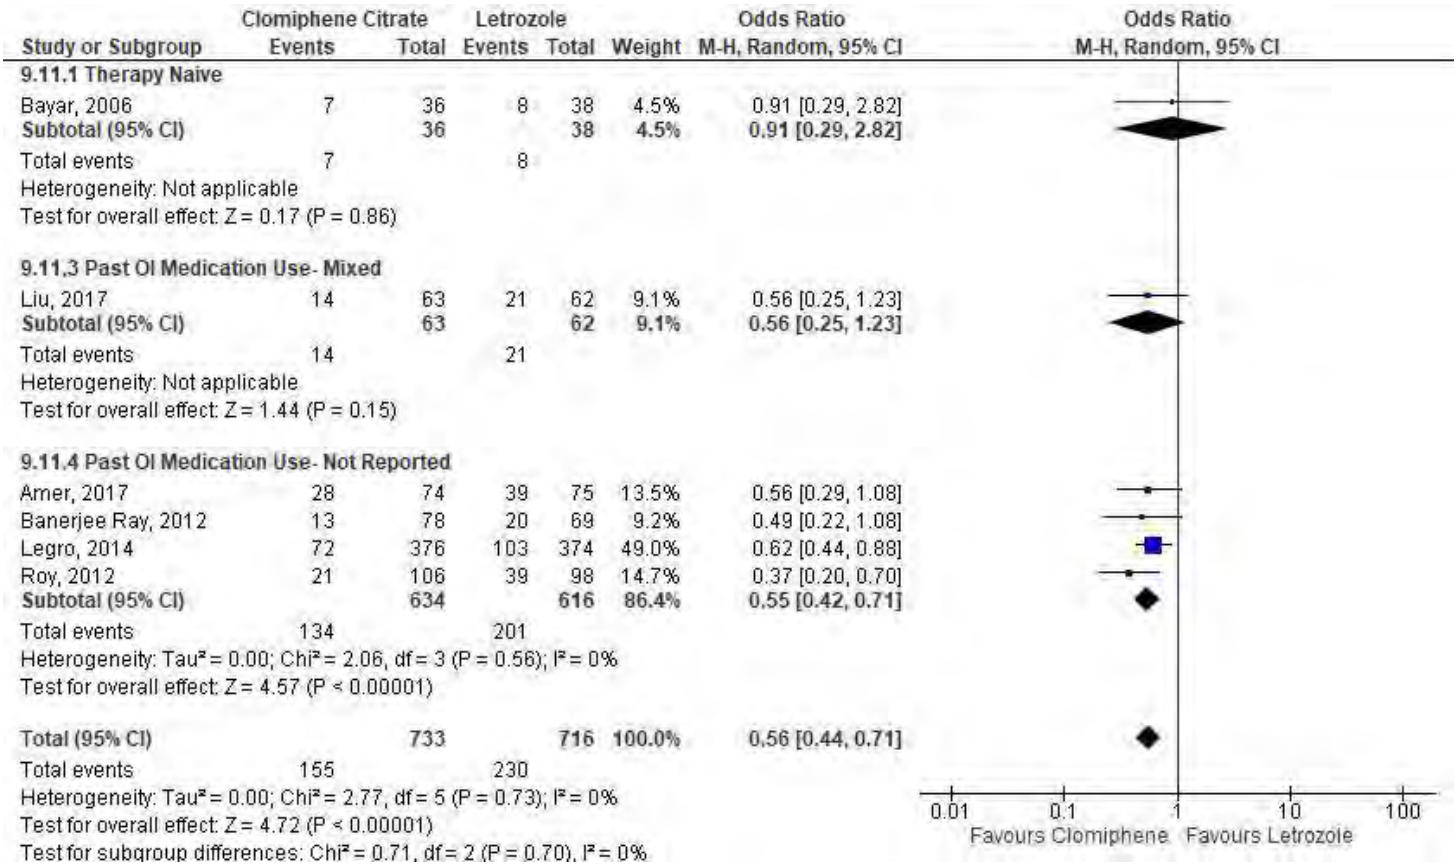 Clomiphene Citrate Letrozole Odds Ratio Odds Ratio
Study or Subgroup Events Total Events Total Weight M-H, Random, 95% CI M-H, Random, 95% CI
9.11.1 Therapy Naive
Bayar, 2006 7 36 8 38 4.5% 0.91 [0.29, 2.82]
Subtotal (95% CI) 36 38 4.5% 0.91 [0.29, 2.82]
Total events 7 8
Heterogeneity: Not applicable
Test for overall effect: Z = 0.17 (P = 0.86)
9.11.3 Past OI Medication Use- Mixed
Liu, 2017 14 63 21 62 9.1% 0.56 [0.25, 1.23]
Subtotal (95% CI) 63 62 9.1% 0.56 [0.25, 1.23]
Total events 14 21
Heterogeneity: Not applicable
Test for overall effect: Z = 1.44 (P = 0.15)
9.11.4 Past OI Medication Use- Not Reported
Amer, 2017 28 74 39 75 13.5% 0.56 [0.29, 1.08]
Banerjee Ray, 2012 13 78 20 69 9.2% 0.49 [0.22, 1.08]
Legro, 2014 72 376 103 374 49.0% 0.62 [0.44, 0.88]
Roy, 2012 21 106 39 98 14.7% 0.37 [0.20, 0.70]
Subtotal (95% CI) 634 616 86.4% 0.55 [0.42, 0.71]
Total events 134 201
Heterogeneity: Tau² = 0.00; Chi² = 2.06, df = 3 (P = 0.56); I² = 0%
Test for overall effect: Z = 4.57 (P < 0.00001)
Total (95% CI) 733 716 100.0% 0.56 [0.44, 0.71]
Total events 155 230
Heterogeneity: Tau² = 0.00; Chi² = 2.77, df = 5 (P = 0.73); I² = 0%
Test for overall effect: Z = 4.72 (P < 0.00001)
Test for subgroup differences: Chi² = 0.71, df = 2 (P = 0.70), I² = 0%
0.01 0.1 1 10 100
Favours Clomiphene Favours Letrozole